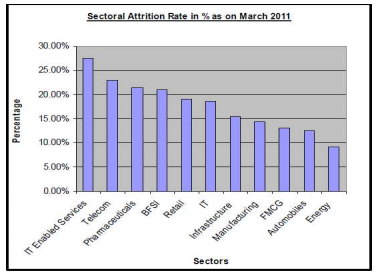 Sectoral Attrition Rate in % as on March 2011
30.00%
25.00%
20.00%
15.00%
10.00%
5.00%
0.00%
Percentage
IT Enabled Services
Telecom
Pharmaceuticals
BFSI
Retail
IT
Infrastructure
Manufacturing
FMCG
Automobiles
Energy
Sectors